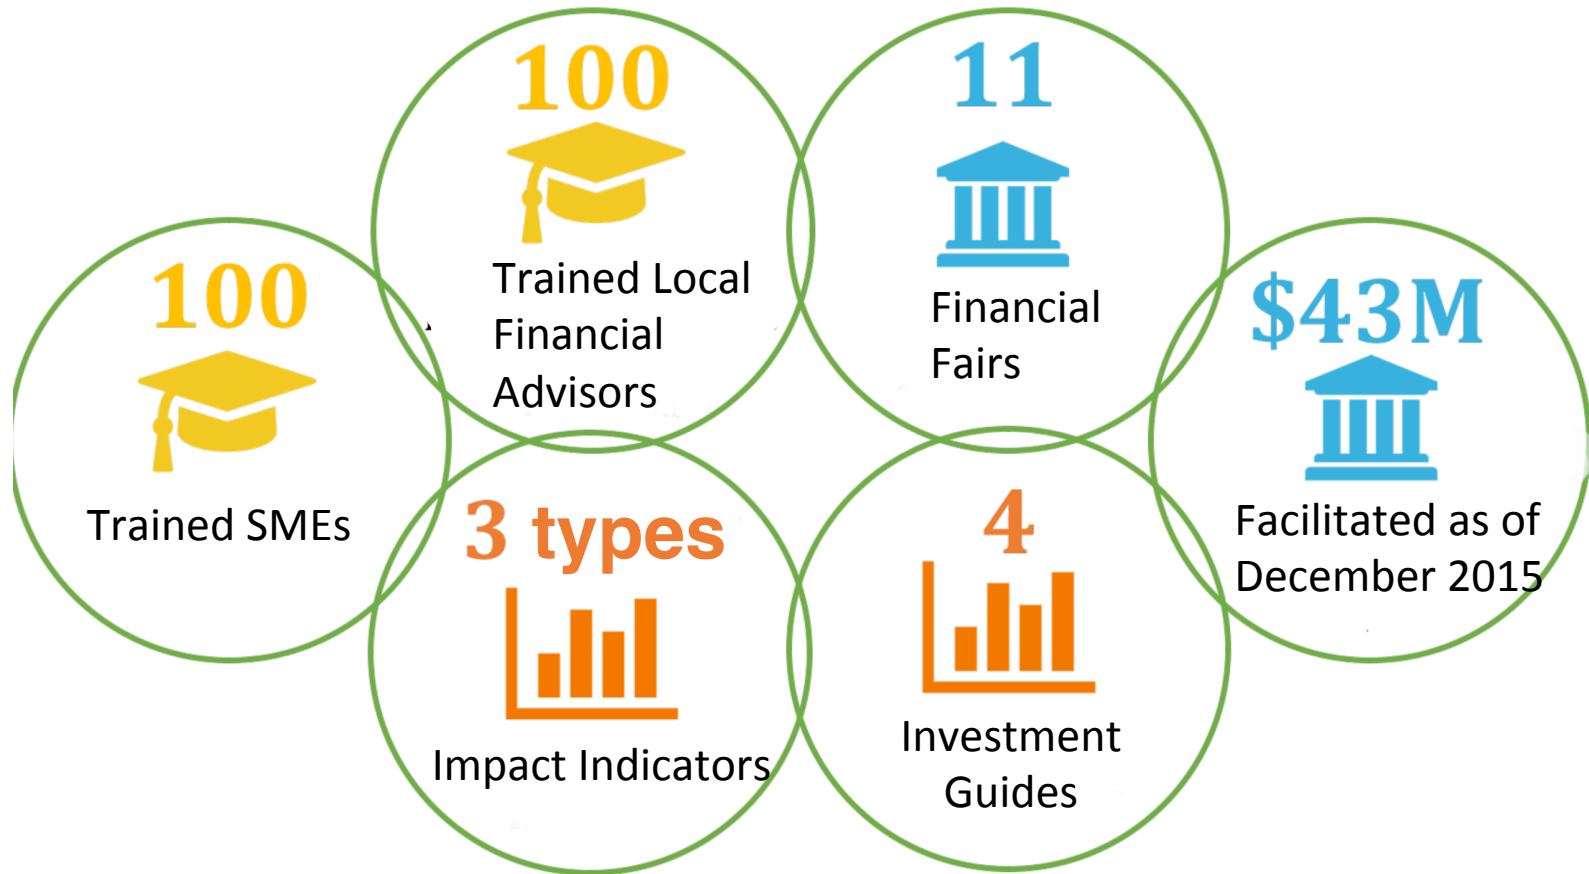 100
Trained SMEs
100
Trained Local
Financial
Advisors
11
Financial
Fairs
$43M
Facilitated as of
December 2015
3 types
Impact Indicators
4
Investment
Guides